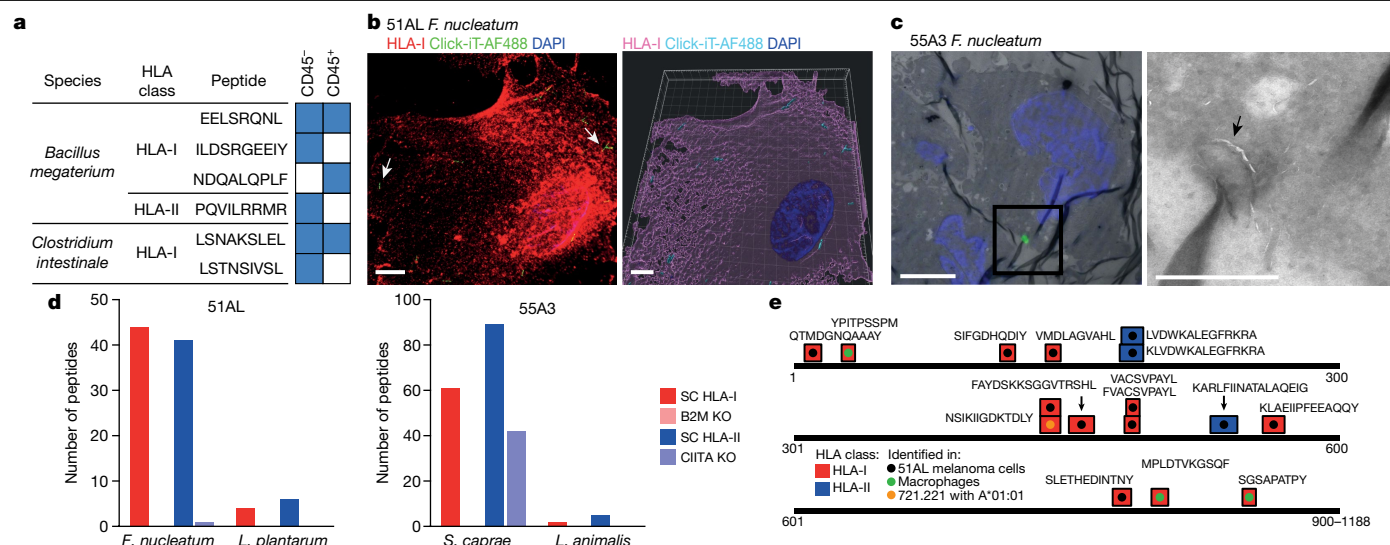 a
Species
HLA
class
Peptide
CD45−
CD45+
Bacillus
megaterium
HLA-I
EELSRQNL
ILDSRGEEIY
NDQALQPLF
HLA-II
PQVILRRMR
Clostridium
intestinale
HLA-I
LSNAKSLEL
LSTNSIVSL
b 51AL F. nucleatum
HLA-I Click-iT-AF488 DAPI
HLA-I Click-iT-AF488 DAPI
c
55A3 F. nucleatum
d
51AL
Number of peptides
50
40
30
20
10
0
F. nucleatum
L. plantarum
55A3
Number of peptides
100
80
60
40
20
0
S. caprae
L. animalis
SC HLA-I
B2M KO
SC HLA-II
CIITA KO
e
YPITPSSPM
QTMDGNQAAAY
SIFGDHQDIY
VMDLAGVAHL
LVDWKALEGFRKRA
KLVDWKALEGFRKRA
1
300
FAYDSKKSGGVTRSHL
VACSVPAYL
FVACSVPAYL
KARLFIINATALAQEIG
NSIKIIGDKTDLY
KLAEIIPFEEAQQY
301
600
HLA class:
HLA-I
HLA-II
Identified in:
51AL melanoma cells
Macrophages
721.221 with A*01:01
SLETHEDINTNY
MPLDTVKGSQF
SGSAPATPY
601
900–1188